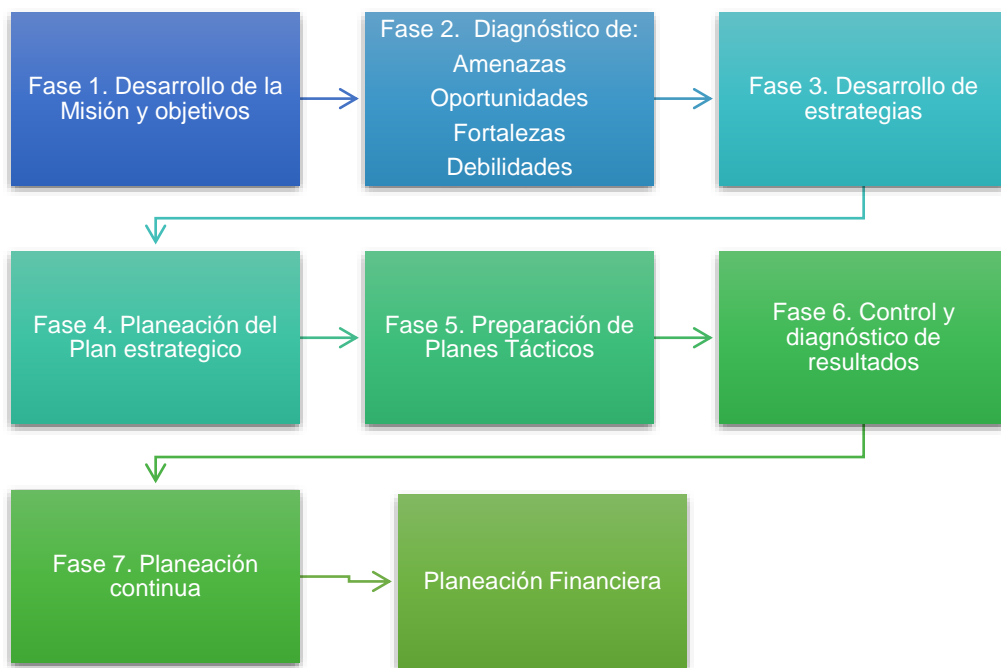 Fase 1. Desarrollo de la
Misión y objetivos
Fase 2.  Diagnóstico de:
Amenazas
Oportunidades
Fortalezas
Debilidades
Fase 3. Desarrollo de
estrategias
Fase 4. Planeación del
Plan estrategico
Fase 5. Preparación de
Planes Tácticos
Fase 6. Control y
diagnóstico de
resultados
Fase 7. Planeación
continua
Planeación Financiera